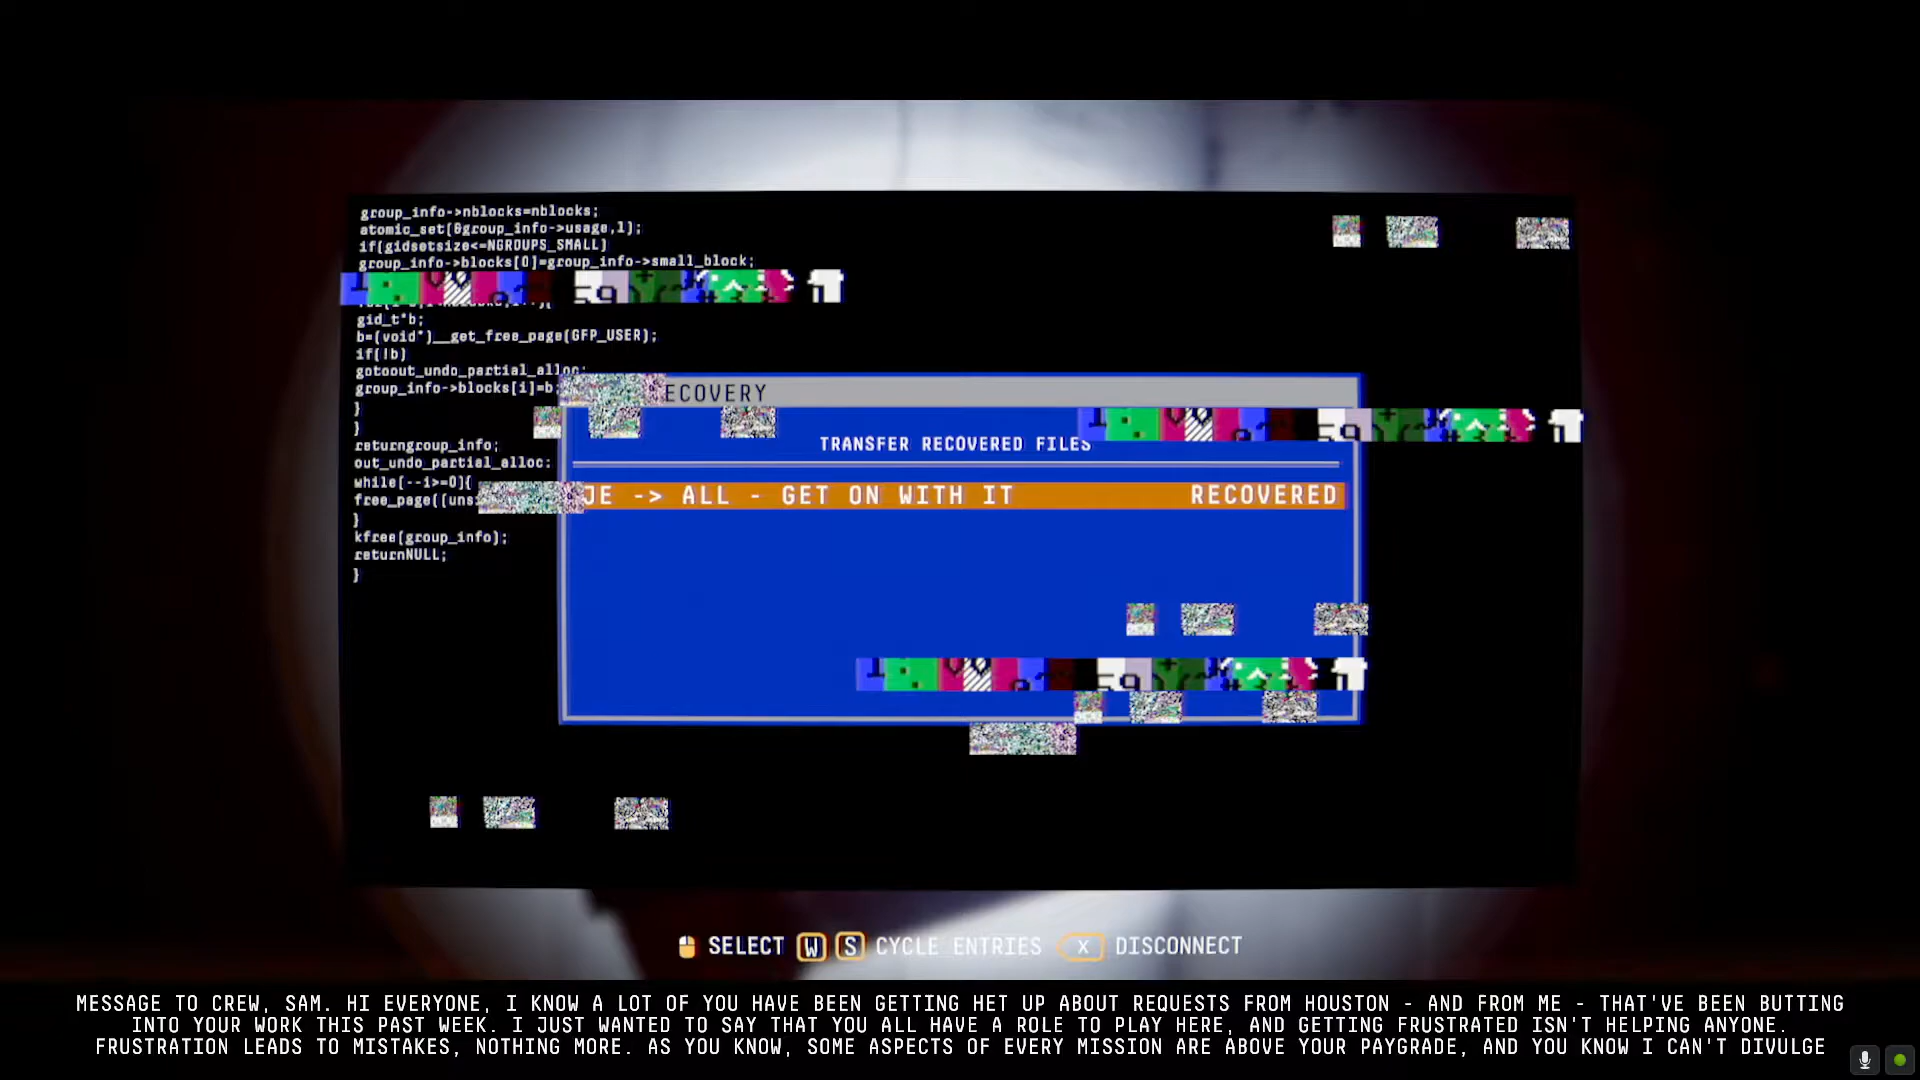 group_info->nblocks=nblocks;
atomic_set(&group_info->usage,1);
if(gidsetsize<=NGROUPS_SMALL)
group_info->blocks[0]=group_info->small_block;
gid_t*b;
b=(void*)__get_free_page(GFP_USER);
if(!b)
gotoout_undo_partial_alloc;
group_info->blocks[i]=b;
}
}
returngroup_info;
out_undo_partial_alloc:
while(--i>=0){
free_page((uns
}
kfree(group_info);
returnNULL;
}
ECOVERY
TRANSFER RECOVERED FILES
JE -> ALL - GET ON WITH IT RECOVERED
SELECT W S CYCLE ENTRIES X DISCONNECT
MESSAGE TO CREW, SAM. HI EVERYONE, I KNOW A LOT OF YOU HAVE BEEN GETTING HET UP ABOUT REQUESTS FROM HOUSTON - AND FROM ME - THAT'VE BEEN BUTTING
INTO YOUR WORK THIS PAST WEEK. I JUST WANTED TO SAY THAT YOU ALL HAVE A ROLE TO PLAY HERE, AND GETTING FRUSTRATED ISN'T HELPING ANYONE.
FRUSTRATION LEADS TO MISTAKES, NOTHING MORE. AS YOU KNOW, SOME ASPECTS OF EVERY MISSION ARE ABOVE YOUR PAYGRADE, AND YOU KNOW I CAN'T DIVULGE